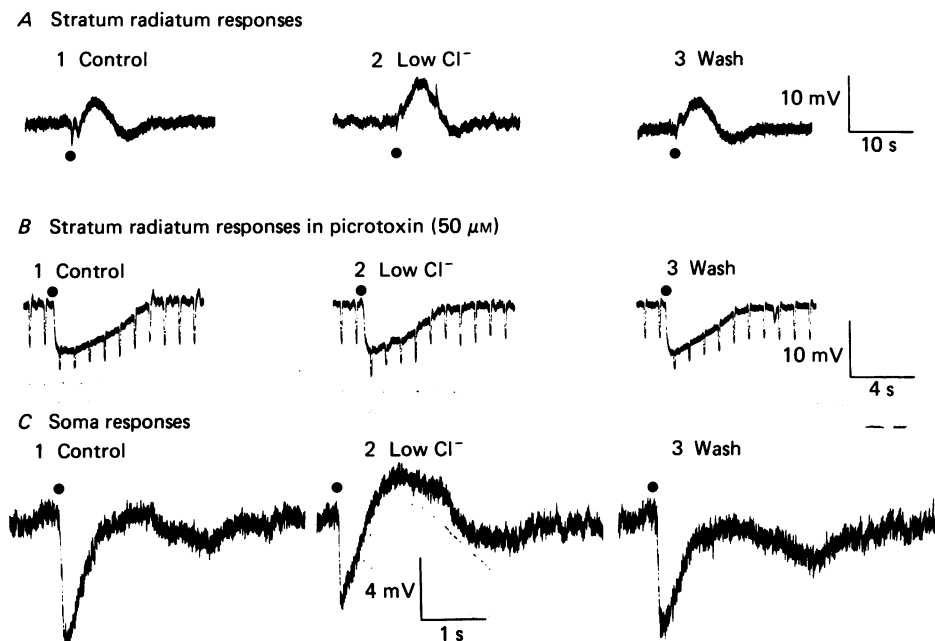 A Stratum radiatum responses
1 Control
2 Low Cl⁻
3 Wash
10 mV
10 s
B Stratum radiatum responses in picrotoxin (50 μM)
1 Control
2 Low Cl⁻
3 Wash
10 mV
4 s
C Soma responses
1 Control
2 Low Cl⁻
3 Wash
4 mV
1 s